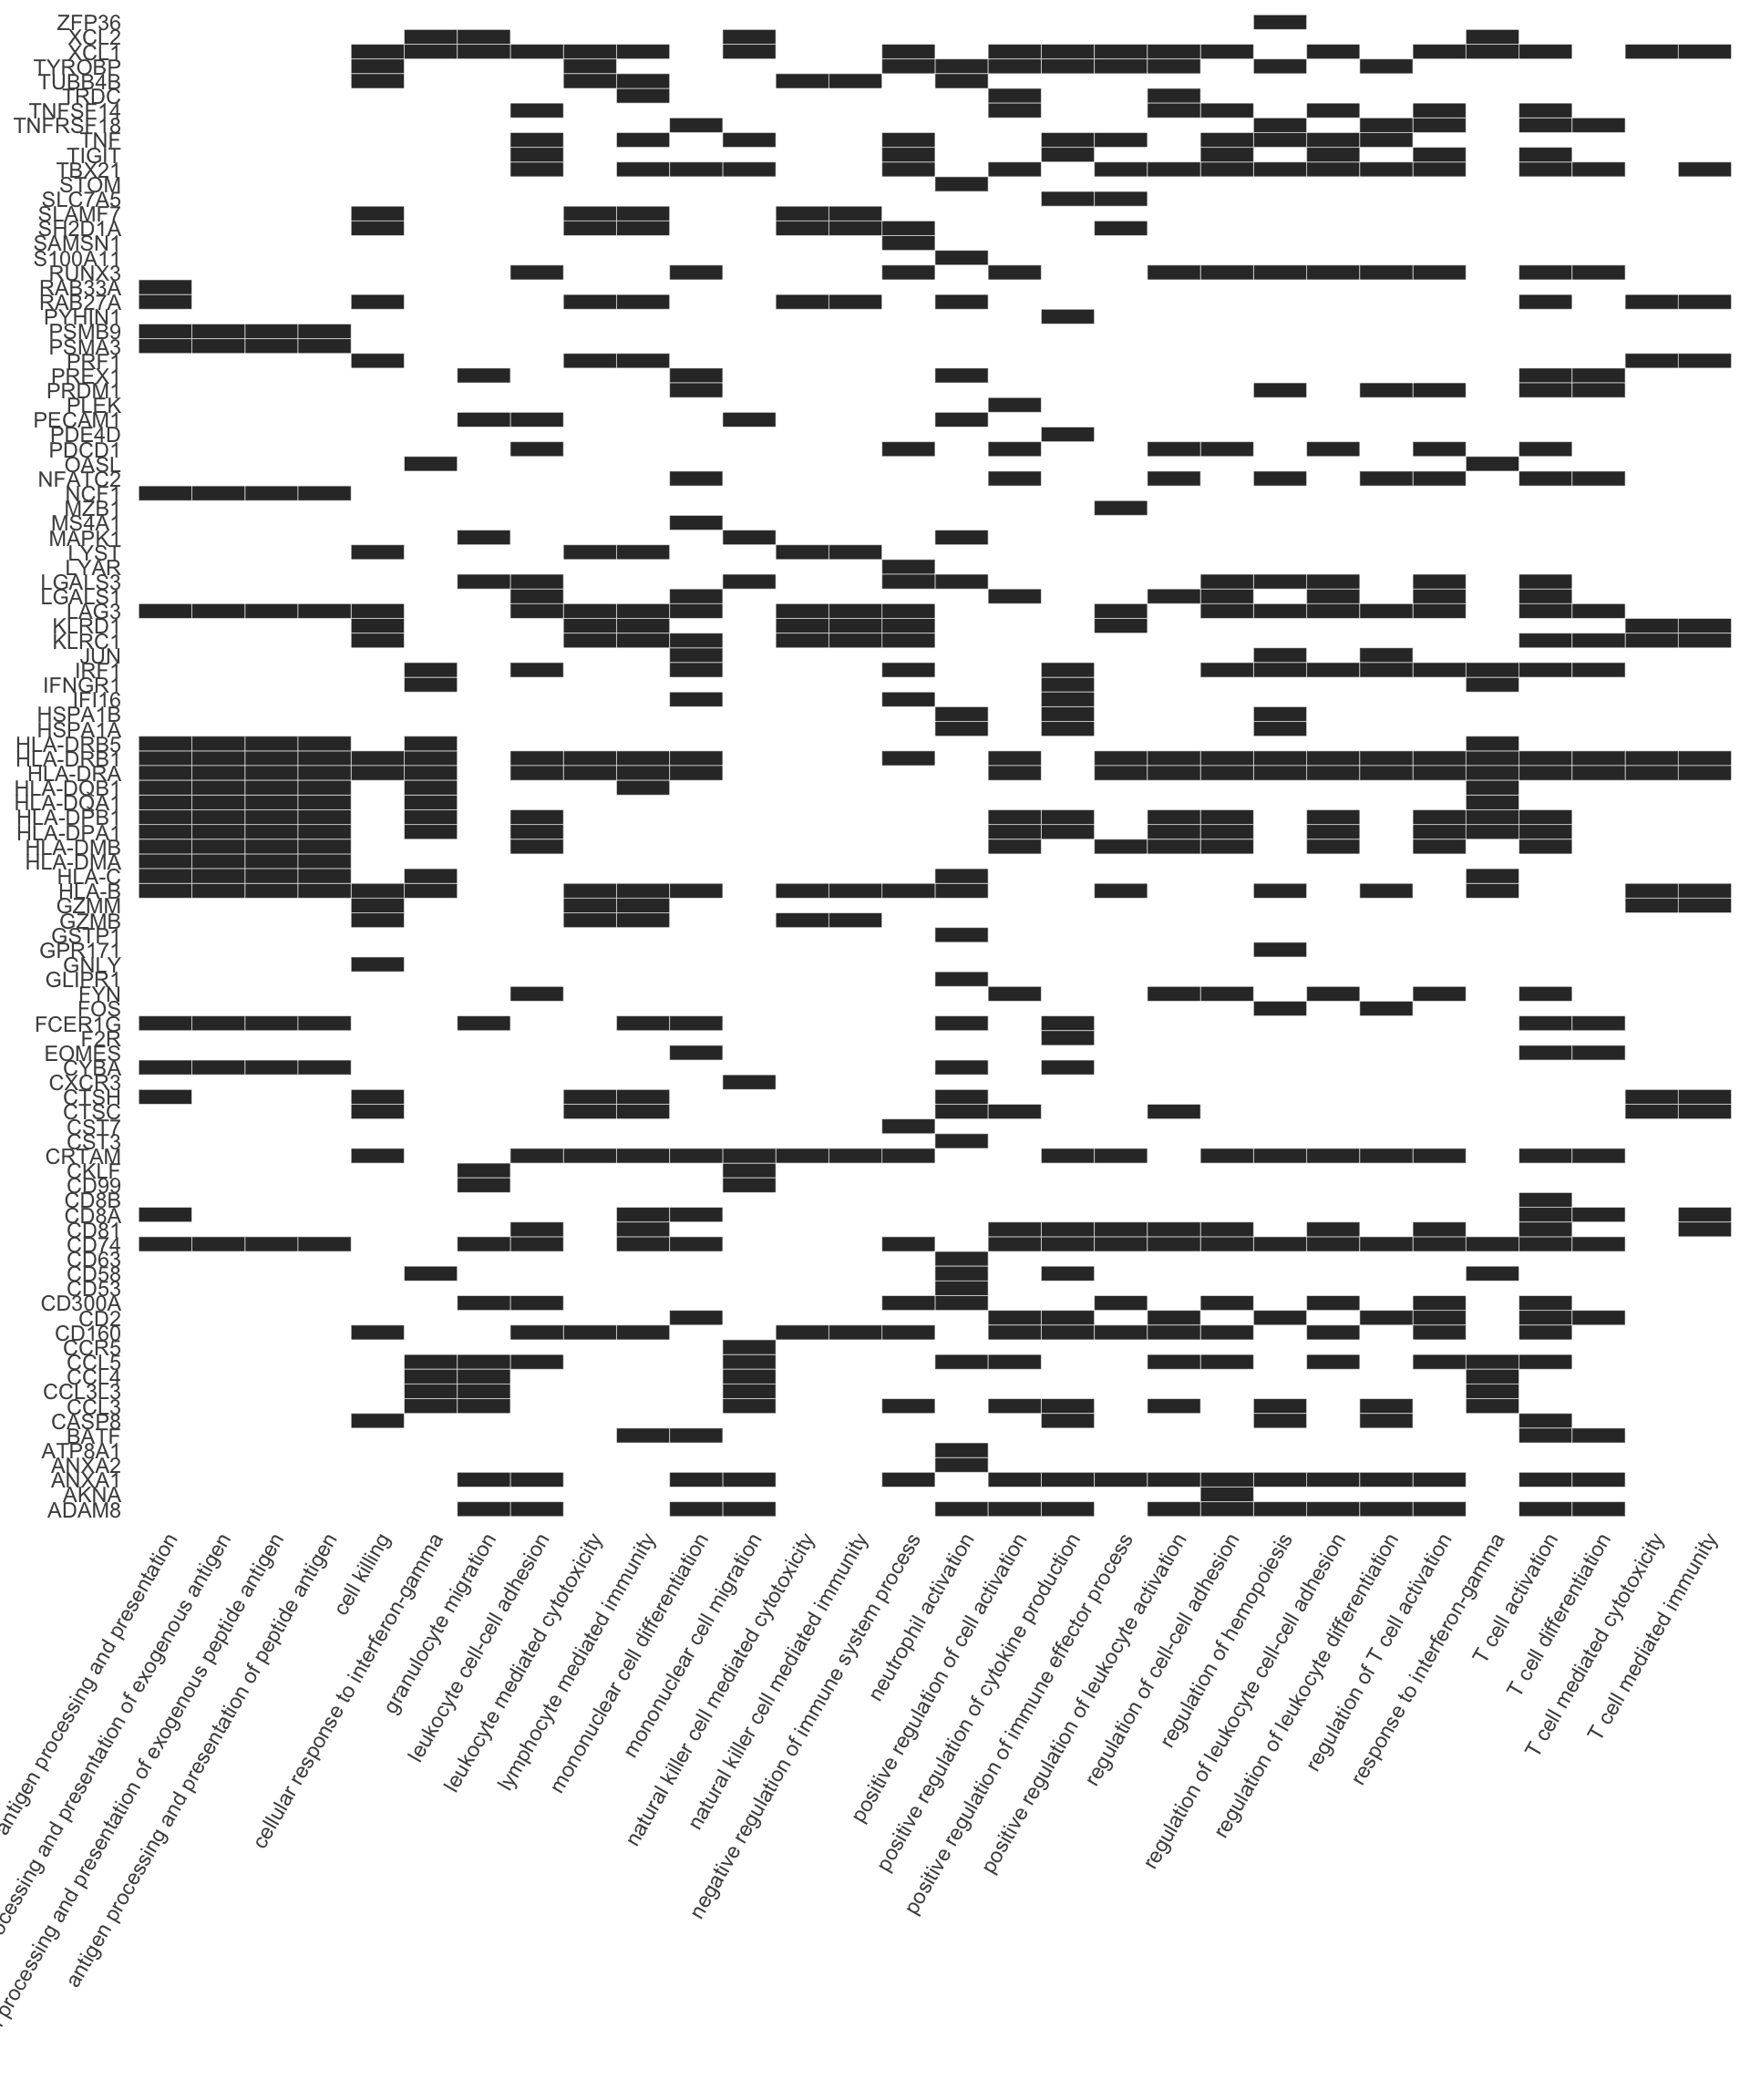 ZFP36
XCL2
XCL1
TYROBP
TUBB4B
TRDC
TNFSF14
TNFRSF18
TNF
TIGIT
TBX21
STOM
SLC7A5
SLAMF7
SH2D1A
SAMSN1
S100A11
RUNX3
RAB33A
RAB27A
PYHIN1
PSMB9
PSMA3
PRF1
PREX1
PRDM1
PLEK
PECAM1
PDE4D
PDCD1
OASL
NFATC2
NCF1
MZB1
MS4A1
MAPK1
LYST
LYAR
LGALS3
LGALS1
LAG3
KLRD1
KLRC1
JUN
IRF1
IFNGR1
IFI16
HSPA1B
HSPA1A
HLA-DRB5
HLA-DRB1
HLA-DRA
HLA-DQB1
HLA-DQA1
HLA-DPB1
HLA-DPA1
HLA-DMB
HLA-DMA
HLA-C
HLA-B
GZMM
GZMB
GSTP1
GPR171
GNLY
GLIPR1
FYN
FOS
FCER1G
F2R
EOMES
CYBA
CXCR3
CTSH
CTSC
CST7
CST3
CRTAM
CKLF
CD99
CD8B
CD8A
CD81
CD74
CD63
CD58
CD53
CD300A
CD2
CD160
CCR5
CCL5
CCL4
CCL3L3
CCL3
CASP8
BATF
ATP8A1
ANXA2
ANXA1
AKNA
ADAM8
antigen processing and presentation
processing and presentation of exogenous antigen
processing and presentation of exogenous peptide antigen
antigen processing and presentation of peptide antigen
cell killing
cellular response to interferon-gamma
granulocyte migration
leukocyte cell-cell adhesion
leukocyte mediated cytotoxicity
lymphocyte mediated immunity
mononuclear cell differentiation
mononuclear cell migration
natural killer cell mediated cytotoxicity
natural killer cell mediated immunity
negative regulation of immune system process
neutrophil activation
positive regulation of cell activation
positive regulation of cytokine production
positive regulation of immune effector process
positive regulation of leukocyte activation
regulation of cell-cell adhesion
regulation of hemopoiesis
regulation of leukocyte cell-cell adhesion
regulation of leukocyte differentiation
regulation of T cell activation
response to interferon-gamma
T cell activation
T cell differentiation
T cell mediated cytotoxicity
T cell mediated immunity